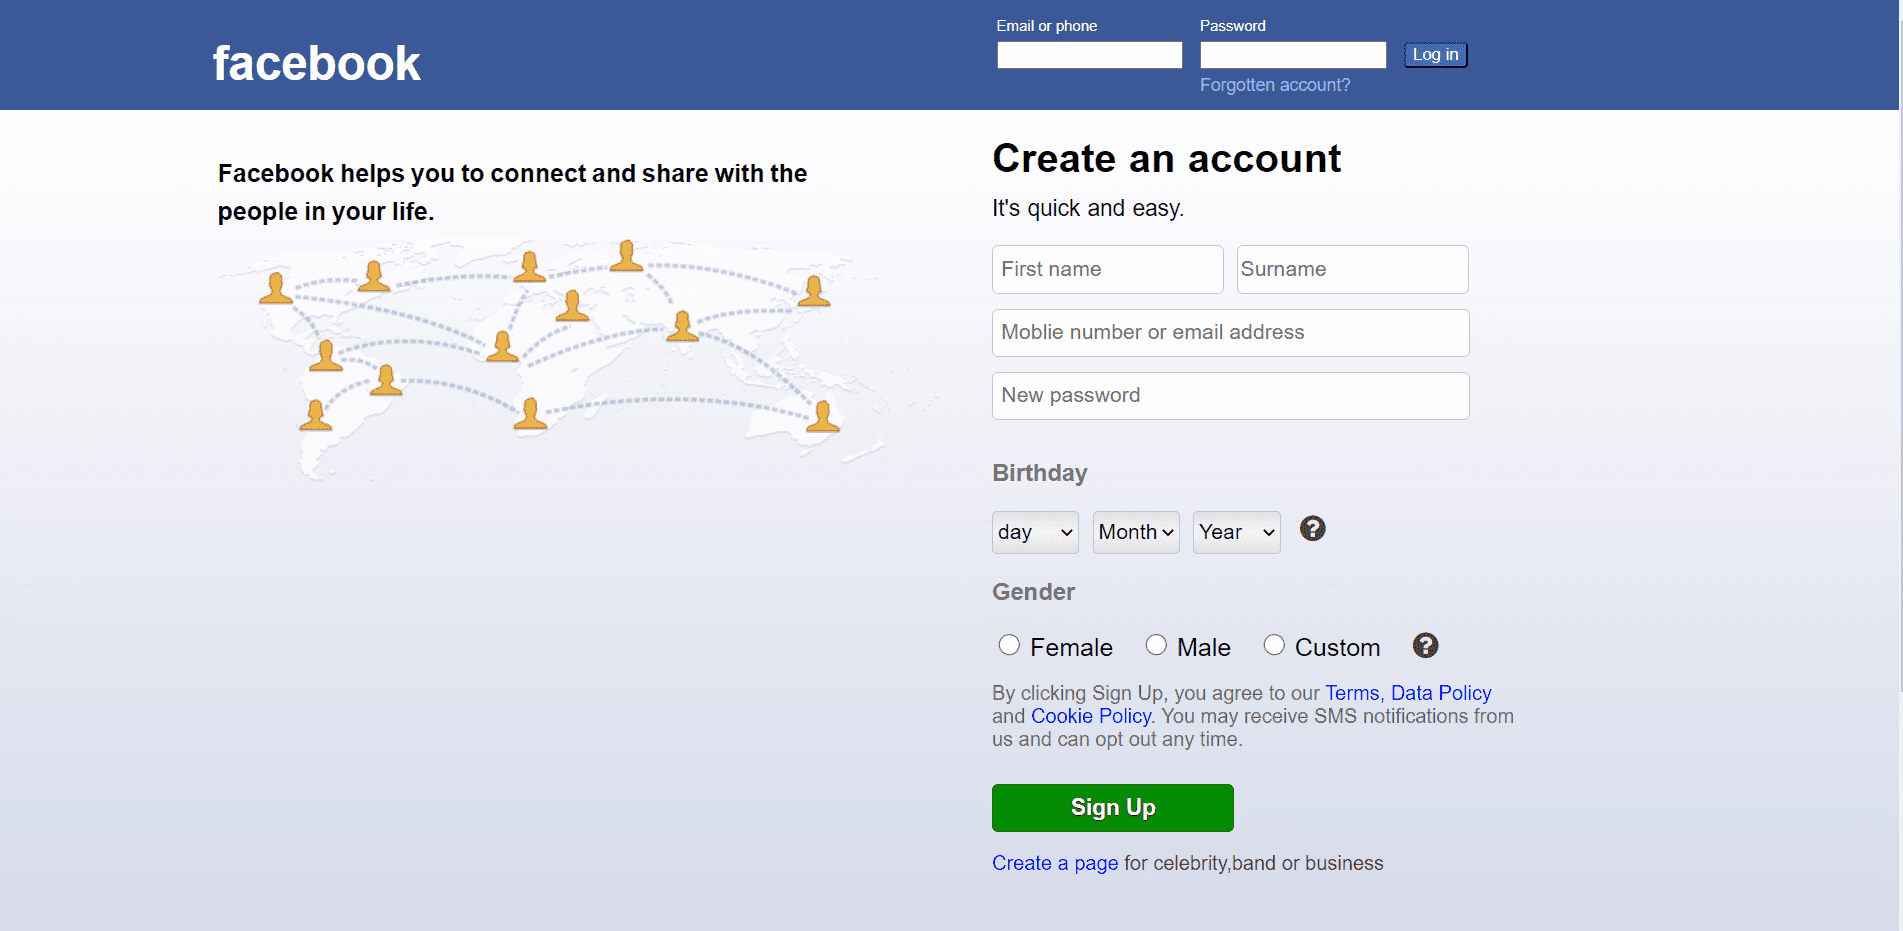 facebook
Email or phone
Password
Log in
Forgotten account?
Facebook helps you to connect and share with the
people in your life.
Create an account
It's quick and easy.
First name
Surname
Moblie number or email address
New password
Birthday
day
Month
Year
?
Gender
Female
Male
Custom
?
By clicking Sign Up, you agree to our Terms, Data Policy
and Cookie Policy. You may receive SMS notifications from
us and can opt out any time.
Sign Up
Create a page for celebrity,band or business